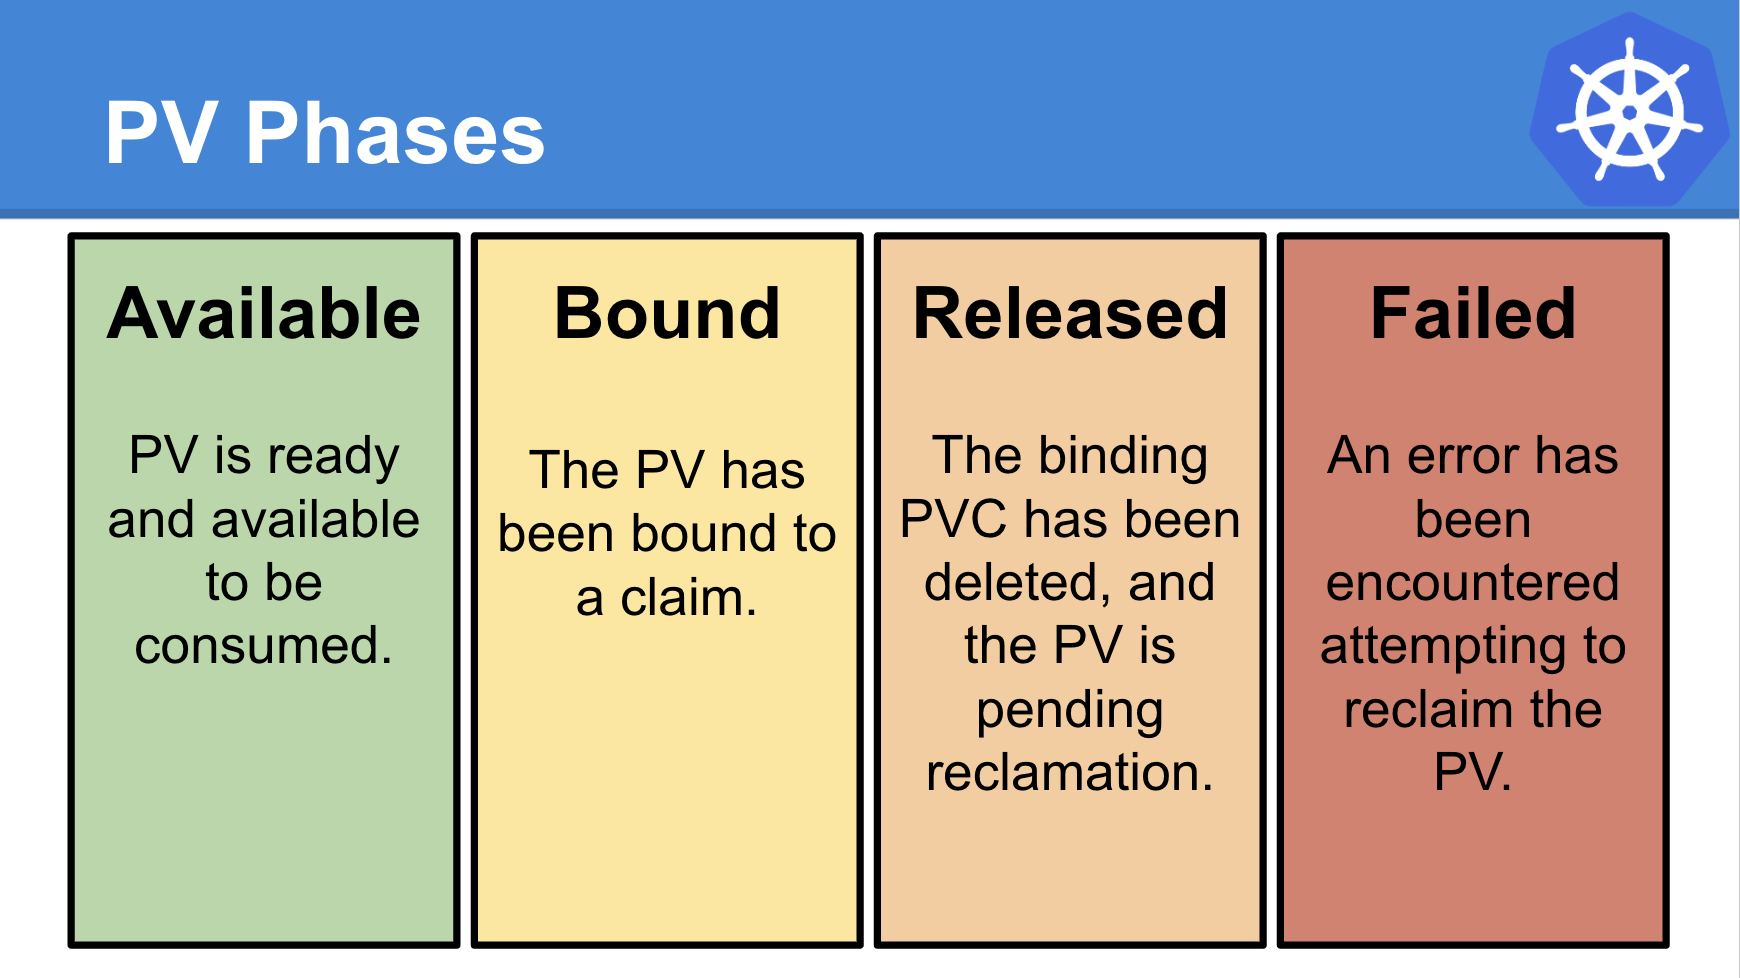 PV Phases
Available
PV is ready
and available
to be
consumed.
Bound
The PV has
been bound to
a claim.
Released
The binding
PVC has been
deleted, and
the PV is
pending
reclamation.
Failed
An error has
been
encountered
attempting to
reclaim the
PV.